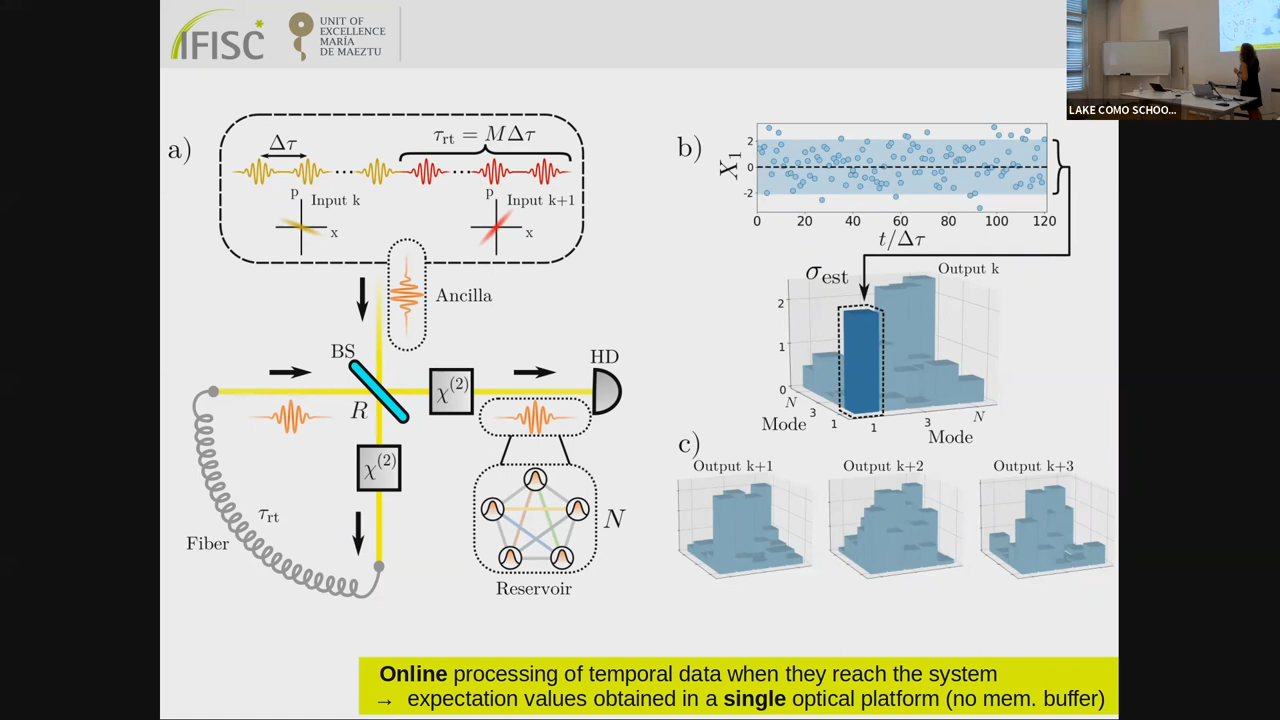 IFISC
UNIT OF
EXCELLENCE
MARÍA
DE MAEZTU
LAKE COMO SCHOO...
a)
Δτ
τrt = MΔτ
p
Input k
x
p
Input k+1
x
Ancilla
BS
R
χ(2)
HD
χ(2)
τrt
Fiber
N
Reservoir
b)
X1
2
0
-2
0
20
40
60
80
100
120
t/Δτ
σest
Output k
2
1
0
N
3
1
Mode
1
3
N
Mode
c)
Output k+1
Output k+2
Output k+3
Online processing of temporal data when they reach the system
→ expectation values obtained in a single optical platform (no mem. buffer)